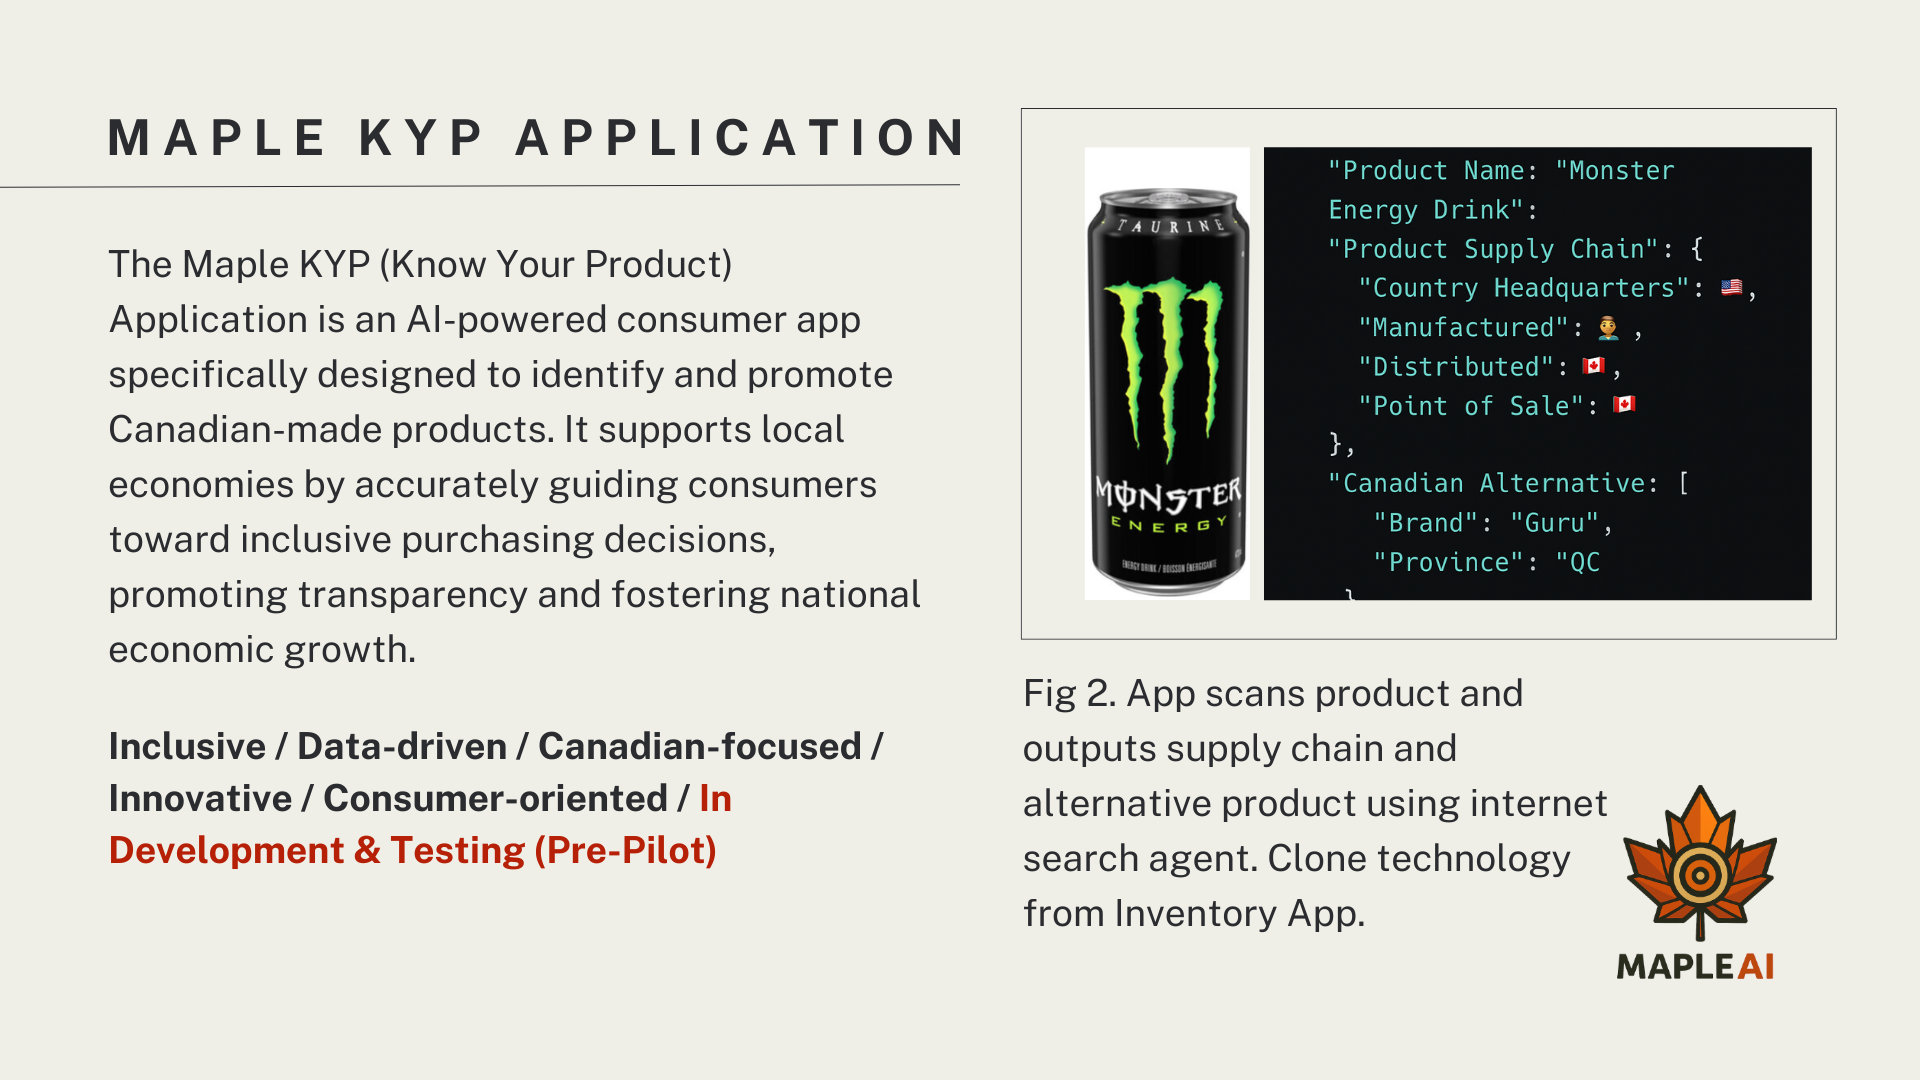 MAPLE KYP APPLICATION
The Maple KYP (Know Your Product)
Application is an AI-powered consumer app
specifically designed to identify and promote
Canadian-made products. It supports local
economies by accurately guiding consumers
toward inclusive purchasing decisions,
promoting transparency and fostering national
economic growth.
Inclusive / Data-driven / Canadian-focused /
Innovative / Consumer-oriented / In
Development & Testing (Pre-Pilot)
TAURINE
MONSTER
ENERGY
ENERGY DRINK / BOISSON ÉNERGISANTE
"Product Name: "Monster
Energy Drink":
"Product Supply Chain": {
"Country Headquarters": 🇺🇸,
"Manufactured": 👨‍💼 ,
"Distributed": 🇨🇦,
"Point of Sale": 🇨🇦
},
"Canadian Alternative: [
"Brand": "Guru",
"Province": "QC
}
Fig 2. App scans product and
outputs supply chain and
alternative product using internet
search agent. Clone technology
from Inventory App.
MAPLE AI